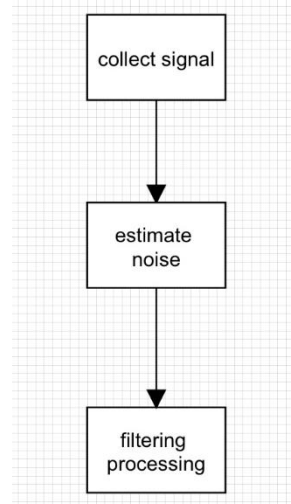 collect signal
estimate
noise
filtering
processing